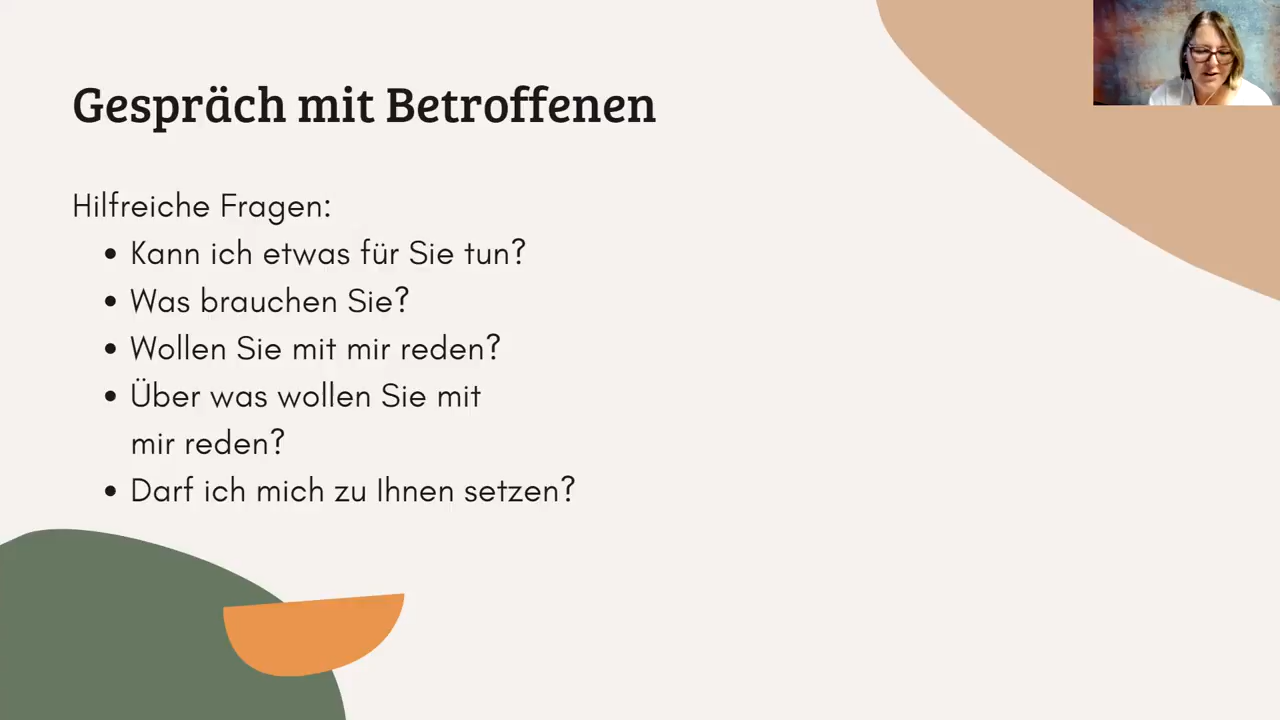 Gespräch mit Betroffenen
Hilfreiche Fragen:
• Kann ich etwas für Sie tun?
• Was brauchen Sie?
• Wollen Sie mit mir reden?
• Über was wollen Sie mit
mir reden?
• Darf ich mich zu Ihnen setzen?